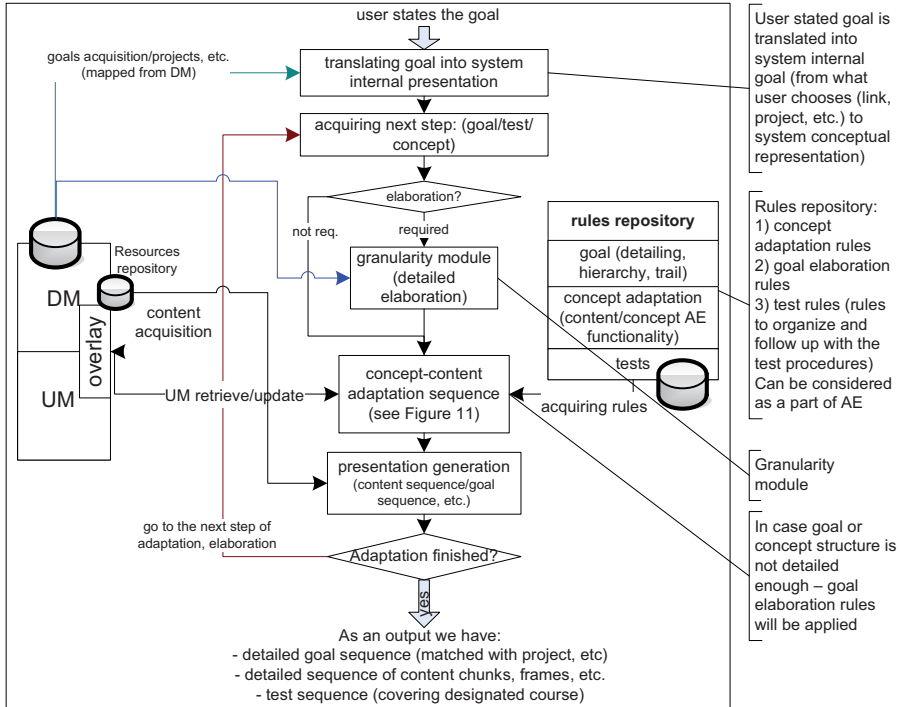 user states the goal
goals acquisition/projects, etc.
(mapped from DM)
translating goal into system
internal presentation
acquiring next step: (goal/test/
concept)
elaboration?
not req.
required
granularity module
(detailed
elaboration)
Resources
repository
DM
content
acquisition
overlay
UM
UM retrieve/update
concept-content
adaptation sequence
(see Figure 11)
acquiring rules
rules repository
goal (detailing,
hierarchy, trail)
concept adaptation
(content/concept AE
functionality)
tests
presentation generation
(content sequence/goal
sequence, etc.)
go to the next step of
adaptation, elaboration
Adaptation finished?
yes
As an output we have:
- detailed goal sequence (matched with project, etc)
- detailed sequence of content chunks, frames, etc.
- test sequence (covering designated course)
User stated goal is
translated into
system internal
goal (from what
user chooses (link,
project, etc.) to
system conceptual
representation)
Rules repository:
1) concept
adaptation rules
2) goal elaboration
rules
3) test rules (rules
to organize and
follow up with the
test procedures)
Can be considered
as a part of AE
Granularity
module
In case goal or
concept structure is
not detailed
enough – goal
elaboration rules
will be applied